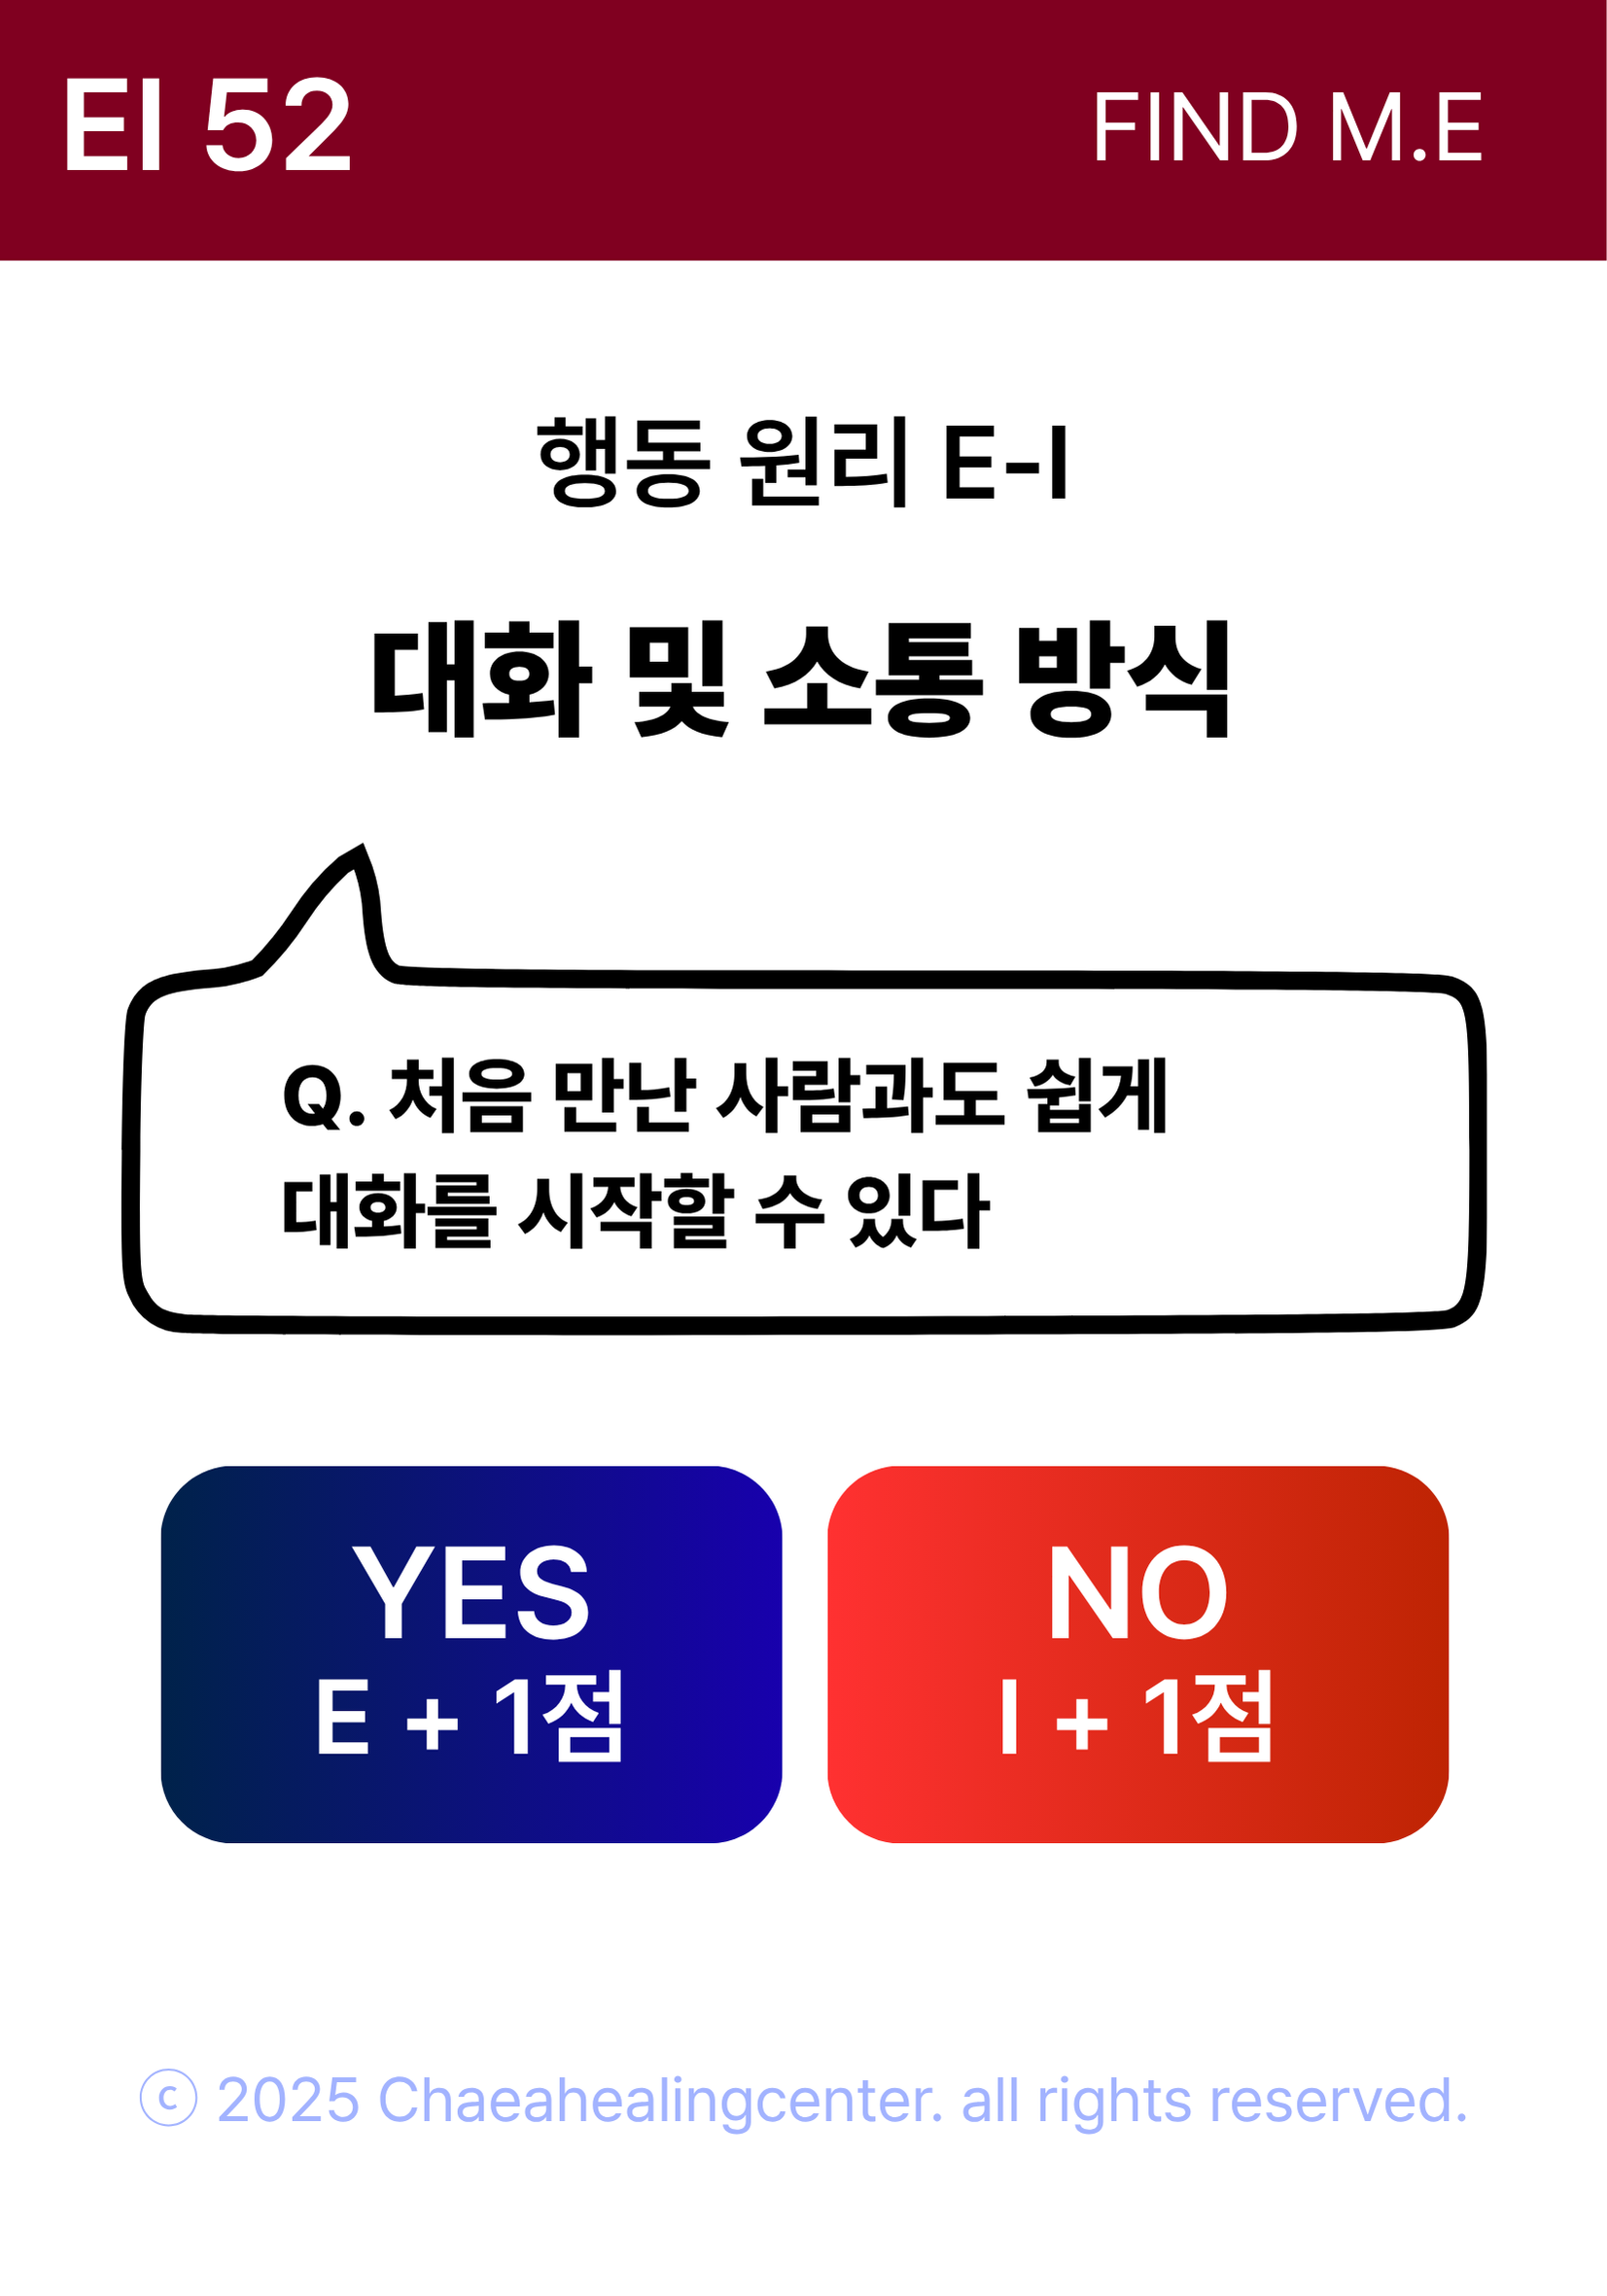 EI 52
FIND M.E
행동 원리 E-I
대화 및 소통 방식
Q. 처음 만난 사람과도 쉽게
대화를 시작할 수 있다
YES
E + 1점
NO
I + 1점
© 2025 Chaeahealingcenter. all rights reserved.